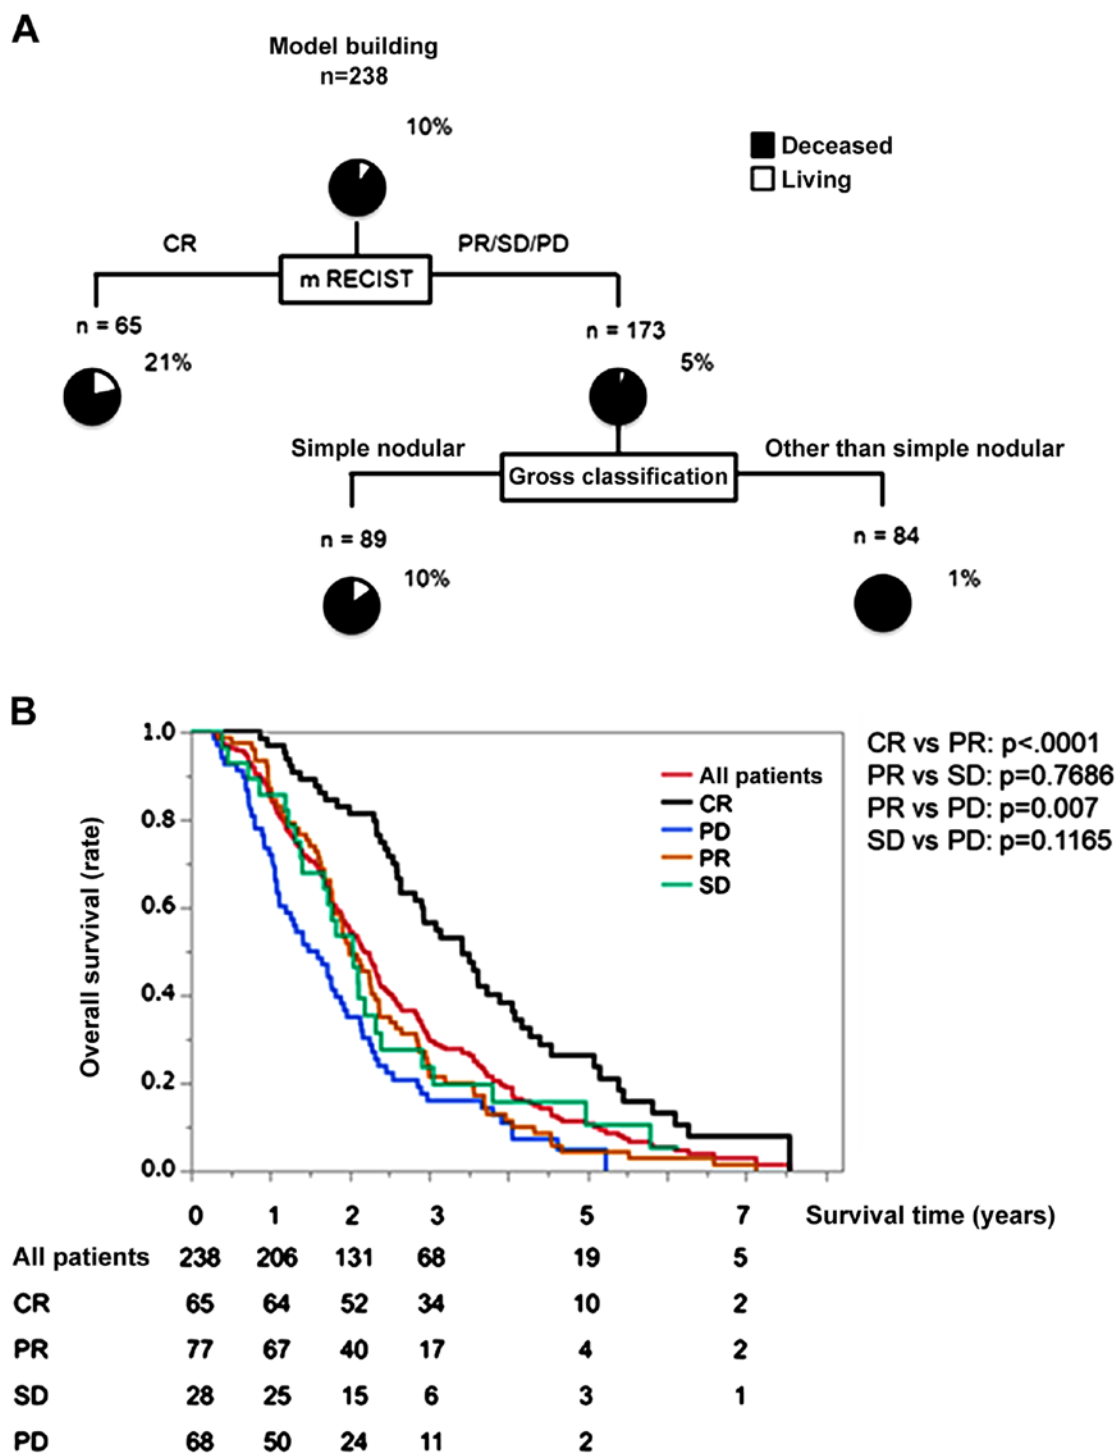 A
Model building
n=238
10%
Deceased
Living
CR
PR/SD/PD
m RECIST
n = 65
n = 173
21%
5%
Simple nodular
Other than simple nodular
Gross classification
n = 89
n = 84
10%
1%
B
1.0
0.8
0.6
0.4
0.2
0.0
Overall survival (rate)
All patients
CR
PD
PR
SD
CR vs PR: p<.0001
PR vs SD: p=0.7686
PR vs PD: p=0.007
SD vs PD: p=0.1165
0 1 2 3 5 7 Survival time (years)
All patients 238 206 131 68 19 5
CR 65 64 52 34 10 2
PR 77 67 40 17 4 2
SD 28 25 15 6 3 1
PD 68 50 24 11 2